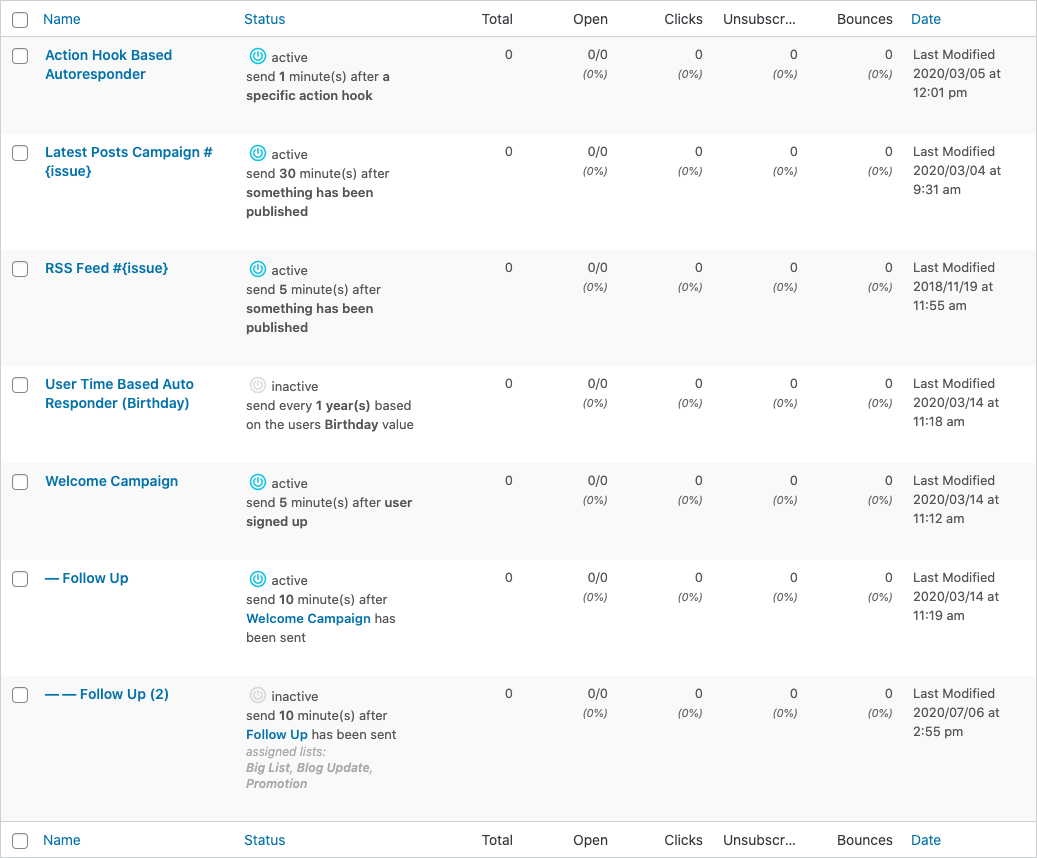 Name Status Total Open Clicks Unsubscr... Bounces Date
Action Hook Based active 0 0/0 0 0 0 Last Modified
Autoresponder send 1 minute(s) after a (0%) (0%) (0%) (0%) 2020/03/05 at
specific action hook 12:01 pm
Latest Posts Campaign # active 0 0/0 0 0 0 Last Modified
{issue} send 30 minute(s) after (0%) (0%) (0%) (0%) 2020/03/04 at
something has been 9:31 am
published
RSS Feed #{issue} active 0 0/0 0 0 0 Last Modified
send 5 minute(s) after (0%) (0%) (0%) (0%) 2018/11/19 at
something has been 11:55 am
published
User Time Based Auto inactive 0 0/0 0 0 0 Last Modified
Responder (Birthday) send every 1 year(s) based (0%) (0%) (0%) (0%) 2020/03/14 at
on the users Birthday value 11:18 am
Welcome Campaign active 0 0/0 0 0 0 Last Modified
send 5 minute(s) after user (0%) (0%) (0%) (0%) 2020/03/14 at
signed up 11:12 am
— Follow Up active 0 0/0 0 0 0 Last Modified
send 10 minute(s) after (0%) (0%) (0%) (0%) 2020/03/14 at
Welcome Campaign has 11:19 am
been sent
— — Follow Up (2) inactive 0 0/0 0 0 0 Last Modified
send 10 minute(s) after (0%) (0%) (0%) (0%) 2020/07/06 at
Follow Up has been sent 2:55 pm
assigned lists:
Big List, Blog Update,
Promotion
Name Status Total Open Clicks Unsubscr... Bounces Date